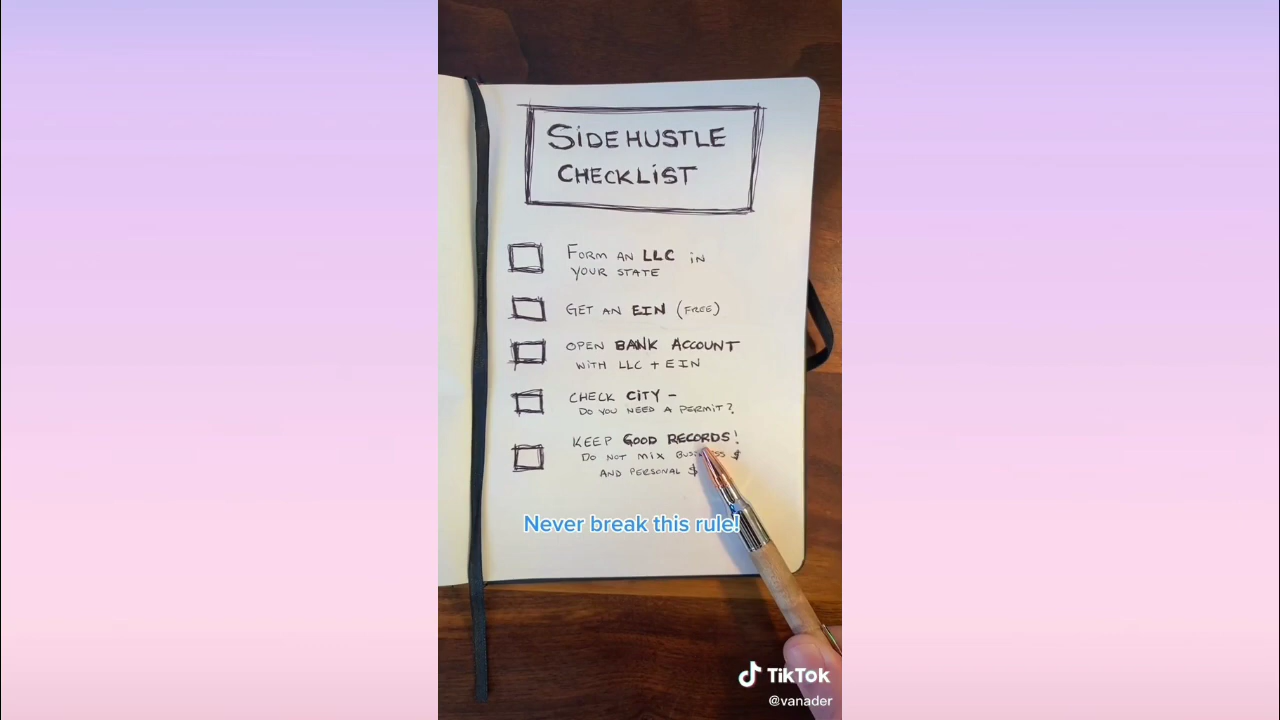 SiDE HUSTLE
CHECKLiST
FORM AN LLC iN
YOUR STATE
GET AN EIN (FREE)
OPEN BANK ACCOUNT
WiTH LLC + EIN
CHECK CiTY -
DO YOU NEED A PERMiT?
KEEP GOOD RECORDS!
DO NOT MiX $
AND PERSONAL $
Never break this rule!
TikTok
@vanader